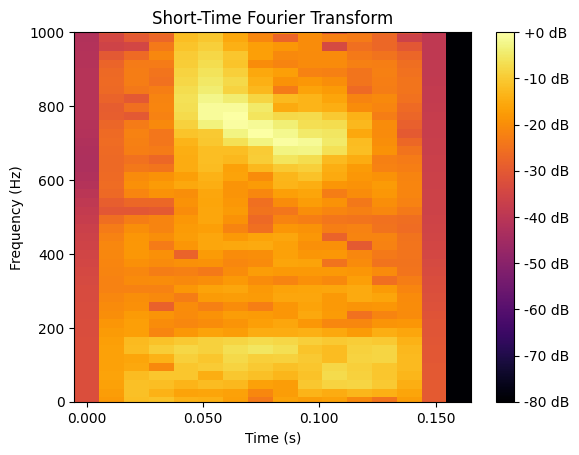 Short-Time Fourier Transform
1000
800
600
400
200
0
Frequency (Hz)
0.000
0.050
0.100
0.150
Time (s)
+0 dB
-10 dB
-20 dB
-30 dB
-40 dB
-50 dB
-60 dB
-70 dB
-80 dB